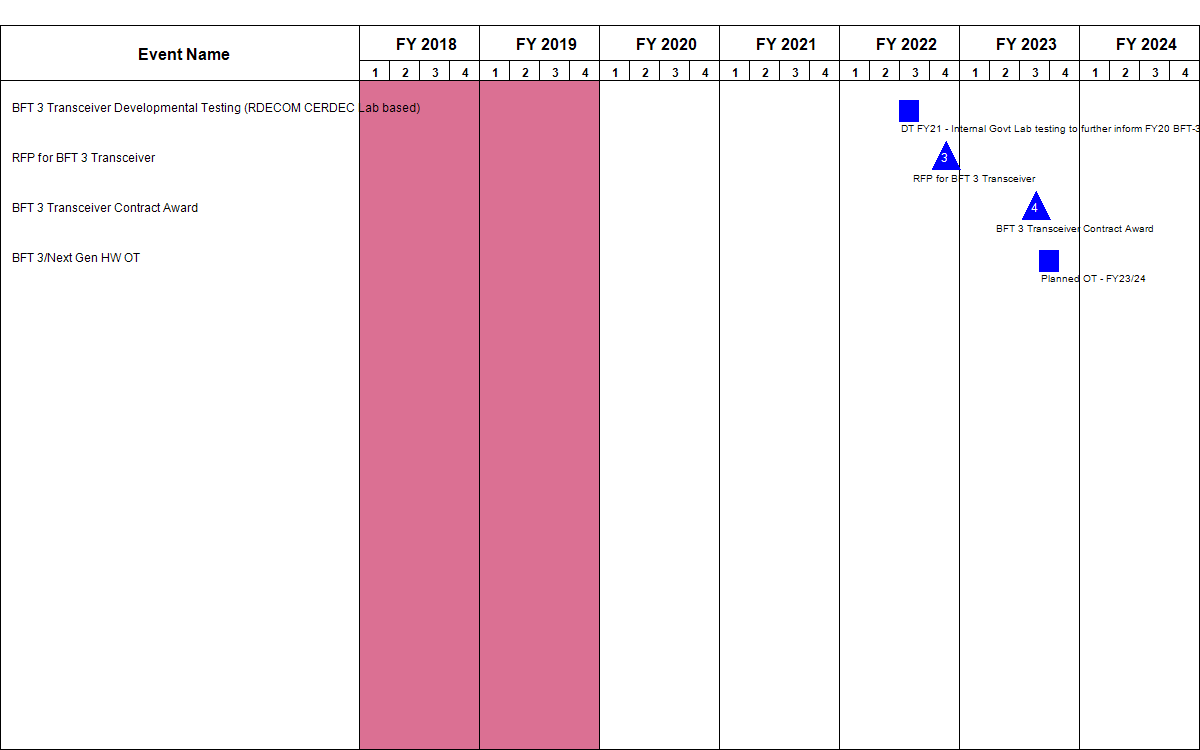 Event Name FY 2018 FY 2019 FY 2020 FY 2021 FY 2022 FY 2023 FY 2024
1 2 3 4 1 2 3 4 1 2 3 4 1 2 3 4 1 2 3 4 1 2 3 4 1 2 3 4
BFT 3 Transceiver Developmental Testing (RDECOM CERDEC Lab based)
DT FY21 - Internal Govt Lab testing to further inform FY20 BFT-3
RFP for BFT 3 Transceiver 3
RFP for BFT 3 Transceiver
BFT 3 Transceiver Contract Award 4
BFT 3 Transceiver Contract Award
BFT 3/Next Gen HW OT
Planned OT - FY23/24